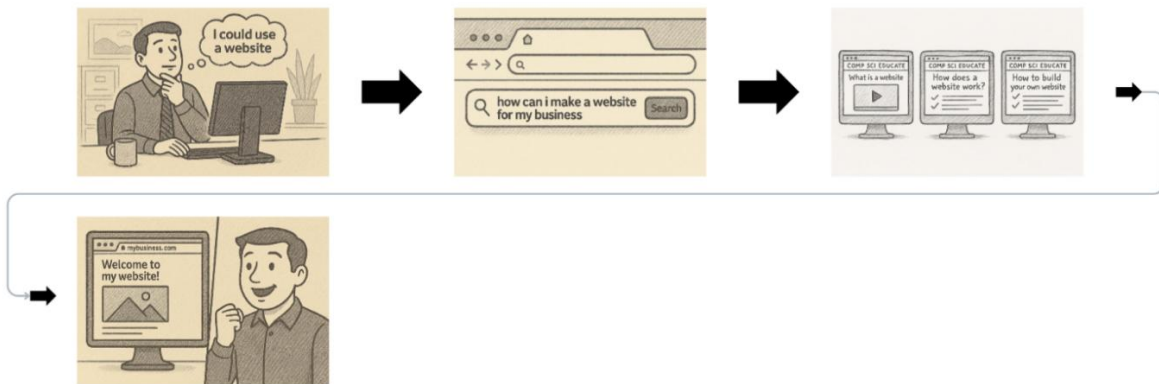 I could use
a website
how can i make a website
for my business
Search
COMP SCI EDUCATE
What is a website
COMP SCI EDUCATE
How does a
website work?
COMP SCI EDUCATE
How to build
your own website
mybusiness.com
Welcome to
my website!